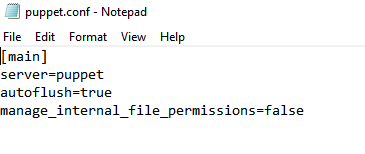 puppet.conf - Notepad
File Edit Format View Help
[main]
server=puppet
autoflush=true
manage_internal_file_permissions=false